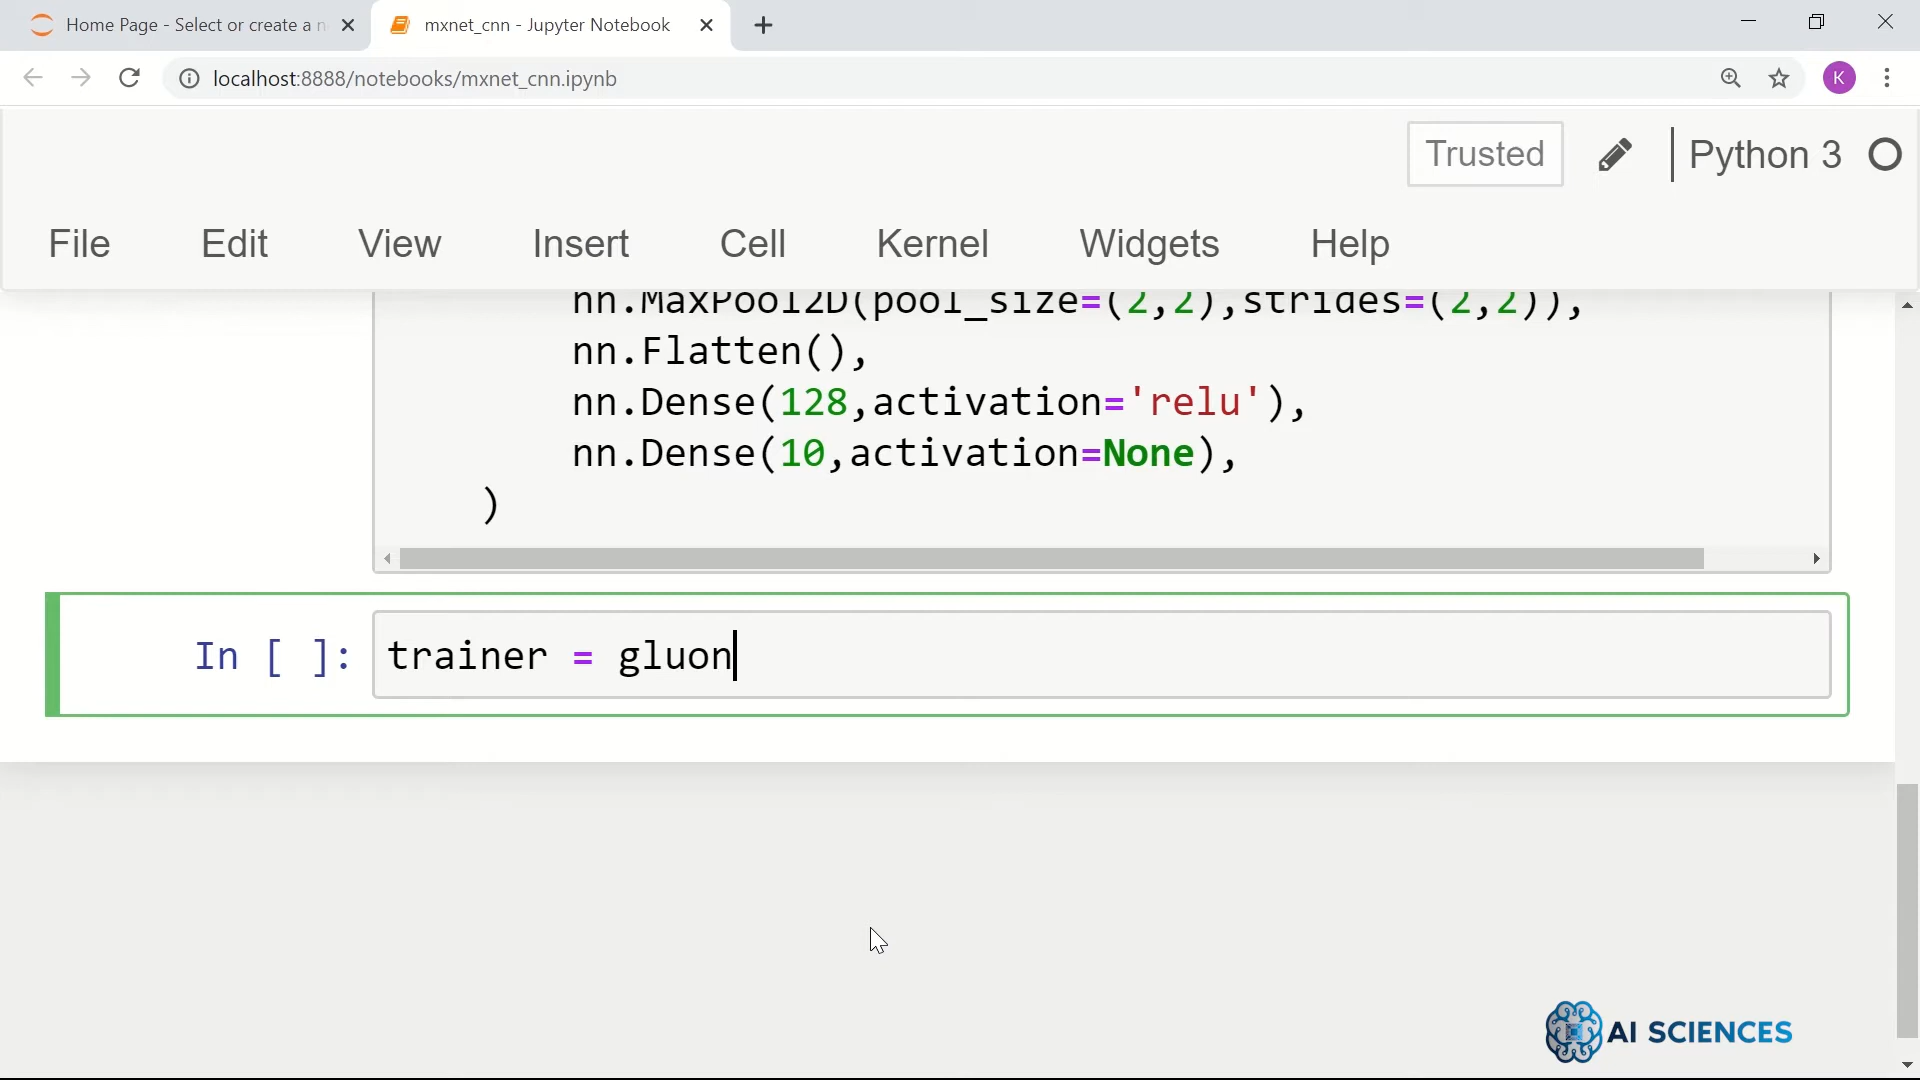 Home Page - Select or create a n
mxnet_cnn - Jupyter Notebook
localhost:8888/notebooks/mxnet_cnn.ipynb
K
Trusted
Python 3
File Edit View Insert Cell Kernel Widgets Help
nn.MaxPool2D(pool_size=(2,2),strides=(2,2)),
nn.Flatten(),
nn.Dense(128,activation='relu'),
nn.Dense(10,activation=None),
)
In [ ]: trainer = gluon
AI SCIENCES